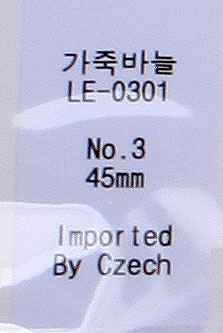 가죽바늘
LE-0301
No.3
45mm
Imported
By Czech